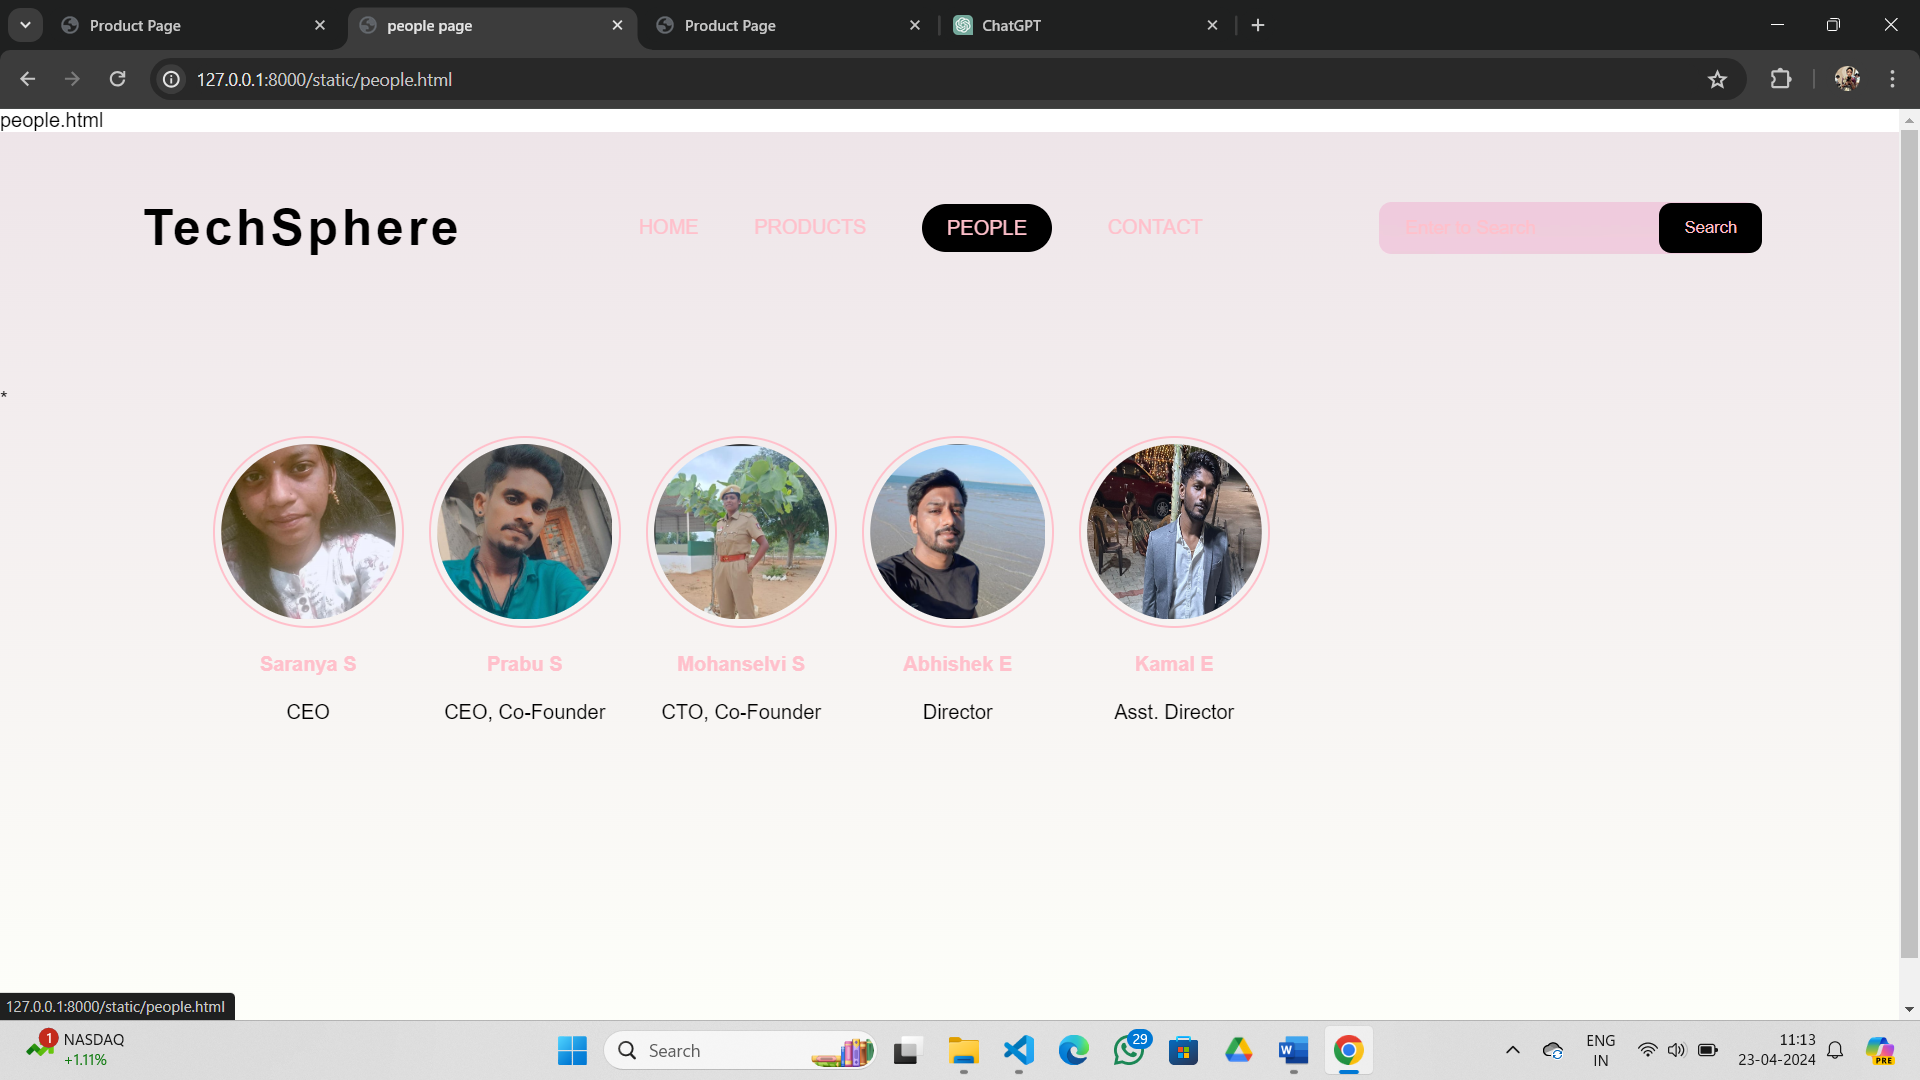 Product Page
people page
Product Page
ChatGPT
127.0.0.1:8000/static/people.html
people.html
TechSphere
HOME
PRODUCTS
PEOPLE
CONTACT
Enter to Search
Search
*
Saranya S
Prabu S
Mohanselvi S
Abhishek E
Kamal E
CEO
CEO, Co-Founder
CTO, Co-Founder
Director
Asst. Director
127.0.0.1:8000/static/people.html
1
NASDAQ
+1.11%
Search
29
W
ENG
IN
11:13
23-04-2024
PRE